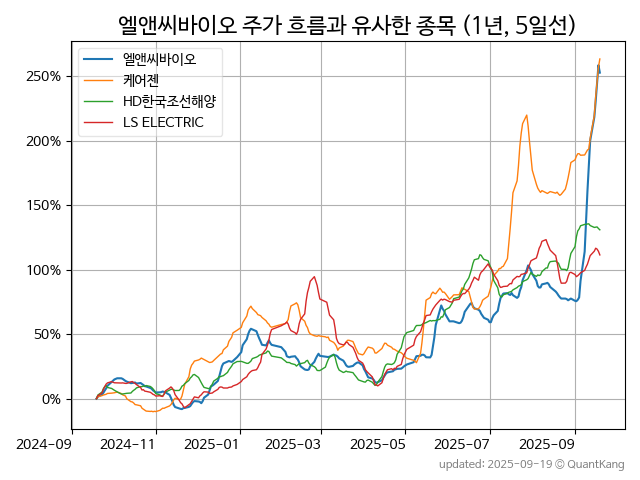 엘앤씨바이오 주가 흐름과 유사한 종목 (1년, 5일선)
엘앤씨바이오
케어젠
HD한국조선해양
LS ELECTRIC
250%
200%
150%
100%
50%
0%
2024-09 2024-11 2025-01 2025-03 2025-05 2025-07 2025-09
updated: 2025-09-19 © QuantKang